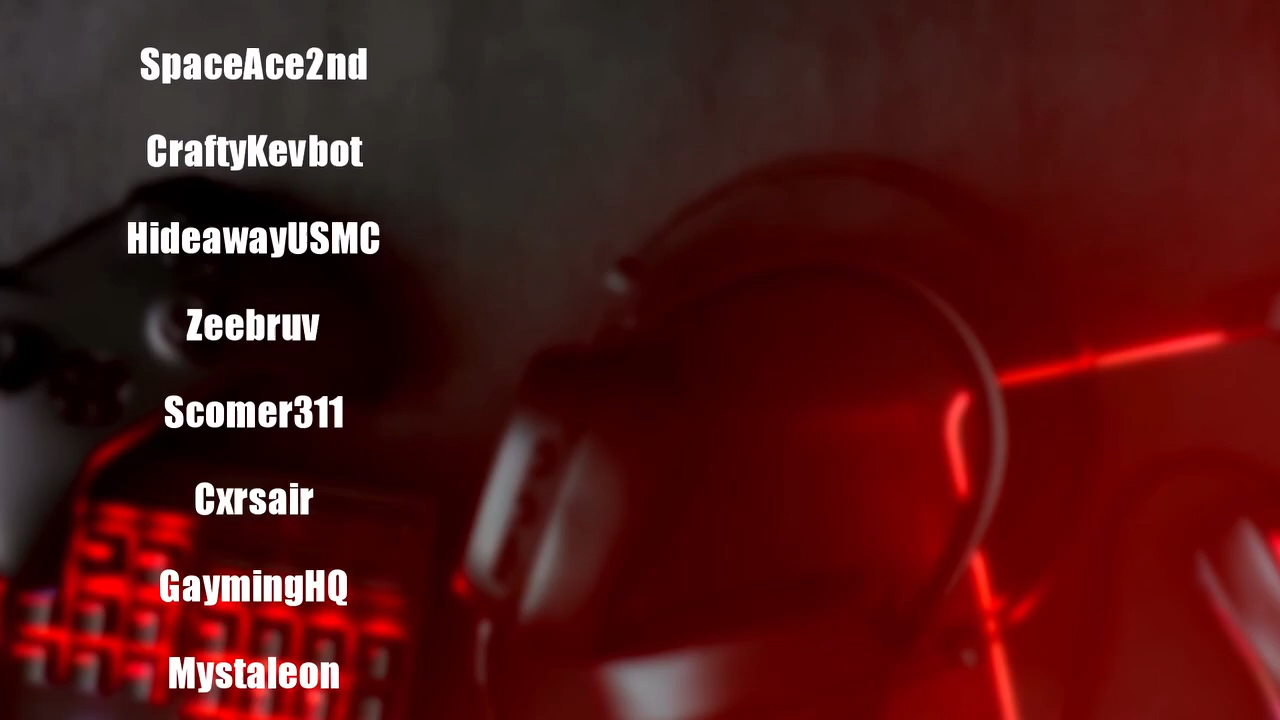 SpaceAce2nd
CraftyKevbot
HideawayUSMC
Zeebruv
Scomer311
Cxrsair
GaymingHQ
Mystaleon